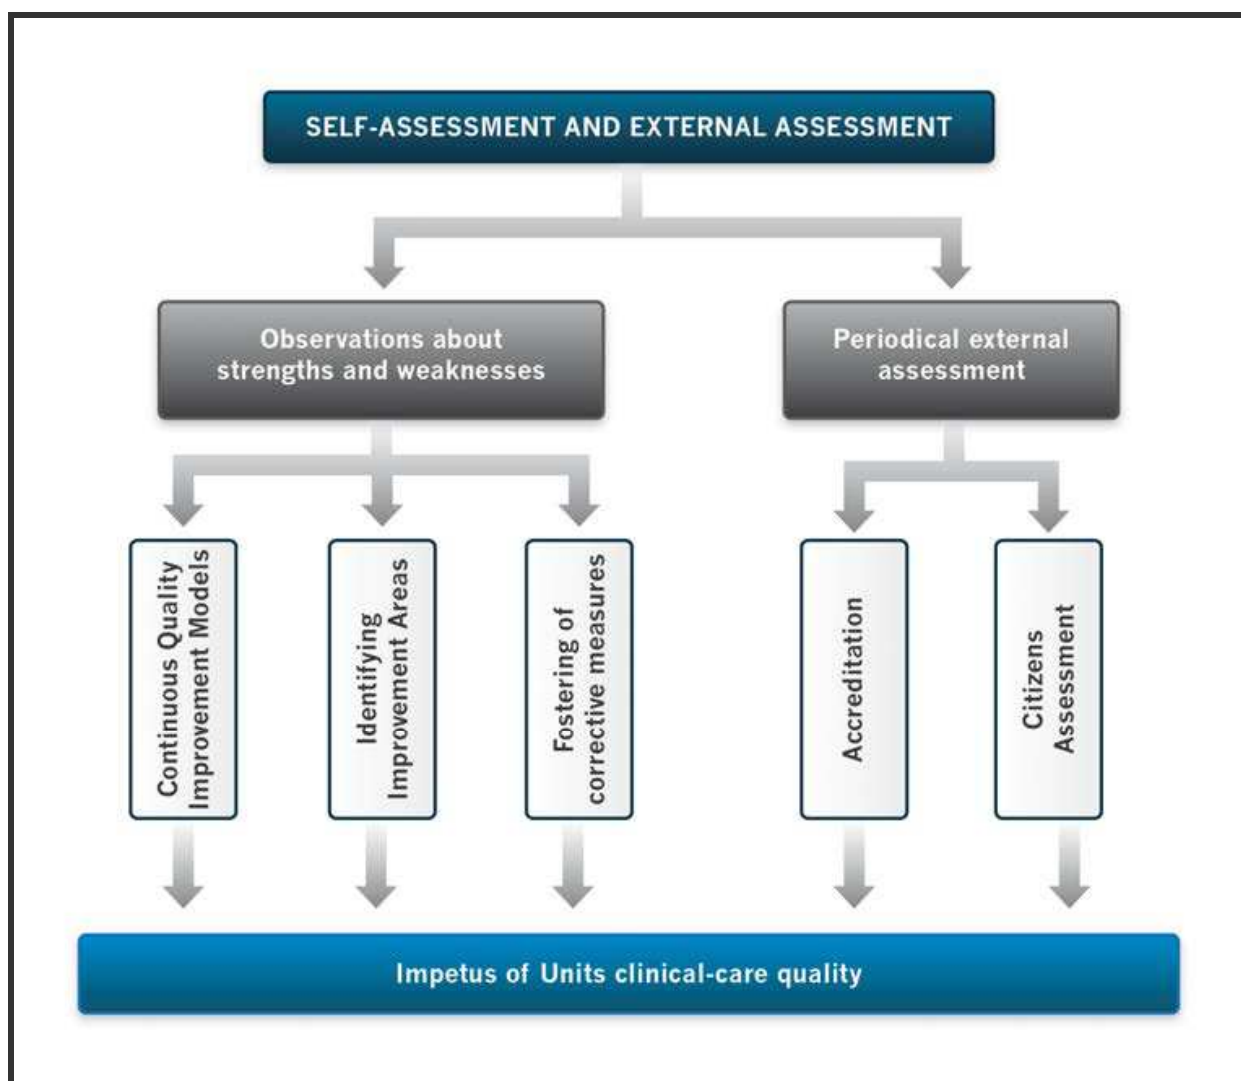 SELF-ASSESSMENT AND EXTERNAL ASSESSMENT
Observations about
strengths and weaknesses
Periodical external
assessment
Continuous Quality
Improvement Models
Identifying
Improvement Areas
Fostering of
corrective measures
Accreditation
Citizens
Assessment
Impetus of Units clinical-care quality